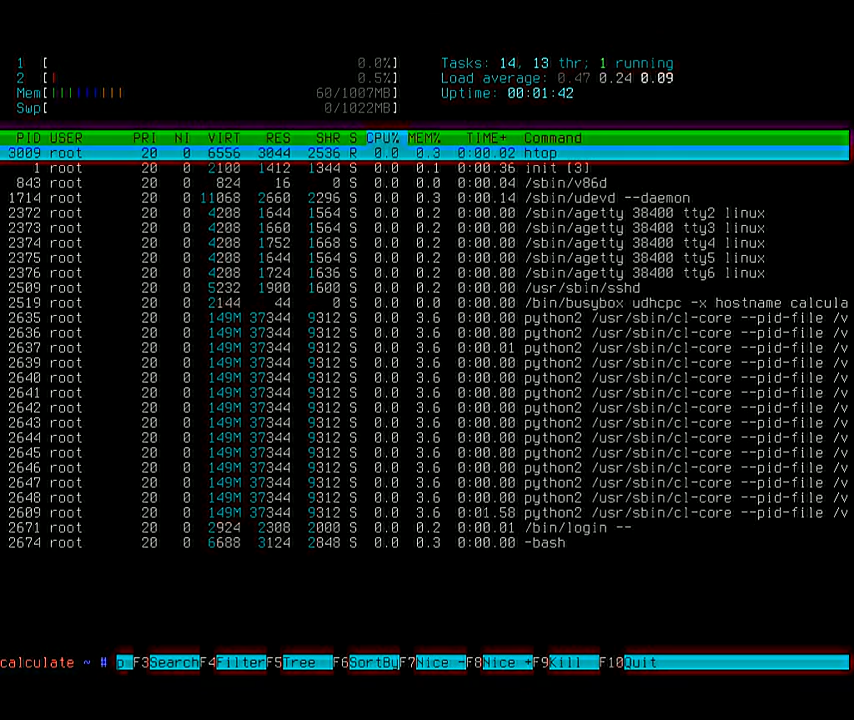 1 [ 0.0%] Tasks: 14, 13 thr; 1 running
2 [| 0.5%] Load average: 0.47 0.24 0.09
Mem[||||||||| 60/1007MB] Uptime: 00:01:42
Swp[ 0/1022MB]
PID USER PRI NI VIRT RES SHR S CPU% MEM% TIME+ Command
3009 root 20 0 6556 3044 2536 R 0.0 0.3 0:00.02 htop
1 root 20 0 2100 1412 1344 S 0.0 0.1 0:00.36 init [3]
843 root 20 0 824 16 0 S 0.0 0.0 0:00.04 /sbin/v86d
1714 root 20 0 11068 2660 2296 S 0.0 0.3 0:00.14 /sbin/udevd --daemon
2372 root 20 0 4208 1644 1564 S 0.0 0.2 0:00.00 /sbin/agetty 38400 tty2 linux
2373 root 20 0 4208 1660 1564 S 0.0 0.2 0:00.00 /sbin/agetty 38400 tty3 linux
2374 root 20 0 4208 1752 1668 S 0.0 0.2 0:00.00 /sbin/agetty 38400 tty4 linux
2375 root 20 0 4208 1644 1564 S 0.0 0.2 0:00.00 /sbin/agetty 38400 tty5 linux
2376 root 20 0 4208 1724 1636 S 0.0 0.2 0:00.00 /sbin/agetty 38400 tty6 linux
2509 root 20 0 5232 1900 1600 S 0.0 0.2 0:00.00 /usr/sbin/sshd
2519 root 20 0 2144 44 0 S 0.0 0.0 0:00.00 /bin/busybox udhcpc -x hostname calcula
2635 root 20 0 149M 37344 9312 S 0.0 3.6 0:00.00 python2 /usr/sbin/cl-core --pid-file /v
2636 root 20 0 149M 37344 9312 S 0.0 3.6 0:00.00 python2 /usr/sbin/cl-core --pid-file /v
2637 root 20 0 149M 37344 9312 S 0.0 3.6 0:00.01 python2 /usr/sbin/cl-core --pid-file /v
2639 root 20 0 149M 37344 9312 S 0.0 3.6 0:00.00 python2 /usr/sbin/cl-core --pid-file /v
2640 root 20 0 149M 37344 9312 S 0.0 3.6 0:00.00 python2 /usr/sbin/cl-core --pid-file /v
2641 root 20 0 149M 37344 9312 S 0.0 3.6 0:00.00 python2 /usr/sbin/cl-core --pid-file /v
2642 root 20 0 149M 37344 9312 S 0.0 3.6 0:00.00 python2 /usr/sbin/cl-core --pid-file /v
2643 root 20 0 149M 37344 9312 S 0.0 3.6 0:00.00 python2 /usr/sbin/cl-core --pid-file /v
2644 root 20 0 149M 37344 9312 S 0.0 3.6 0:00.00 python2 /usr/sbin/cl-core --pid-file /v
2645 root 20 0 149M 37344 9312 S 0.0 3.6 0:00.00 python2 /usr/sbin/cl-core --pid-file /v
2646 root 20 0 149M 37344 9312 S 0.0 3.6 0:00.00 python2 /usr/sbin/cl-core --pid-file /v
2647 root 20 0 149M 37344 9312 S 0.0 3.6 0:00.00 python2 /usr/sbin/cl-core --pid-file /v
2648 root 20 0 149M 37344 9312 S 0.0 3.6 0:00.00 python2 /usr/sbin/cl-core --pid-file /v
2609 root 20 0 149M 37344 9312 S 0.0 3.6 0:01.58 python2 /usr/sbin/cl-core --pid-file /v
2671 root 20 0 2924 2308 2000 S 0.0 0.2 0:00.01 /bin/login --
2674 root 20 0 6688 3124 2848 S 0.0 0.3 0:00.00 -bash
calculate ~ # p F3Search F4Filter F5Tree F6SortBy F7Nice - F8Nice + F9Kill F10Quit